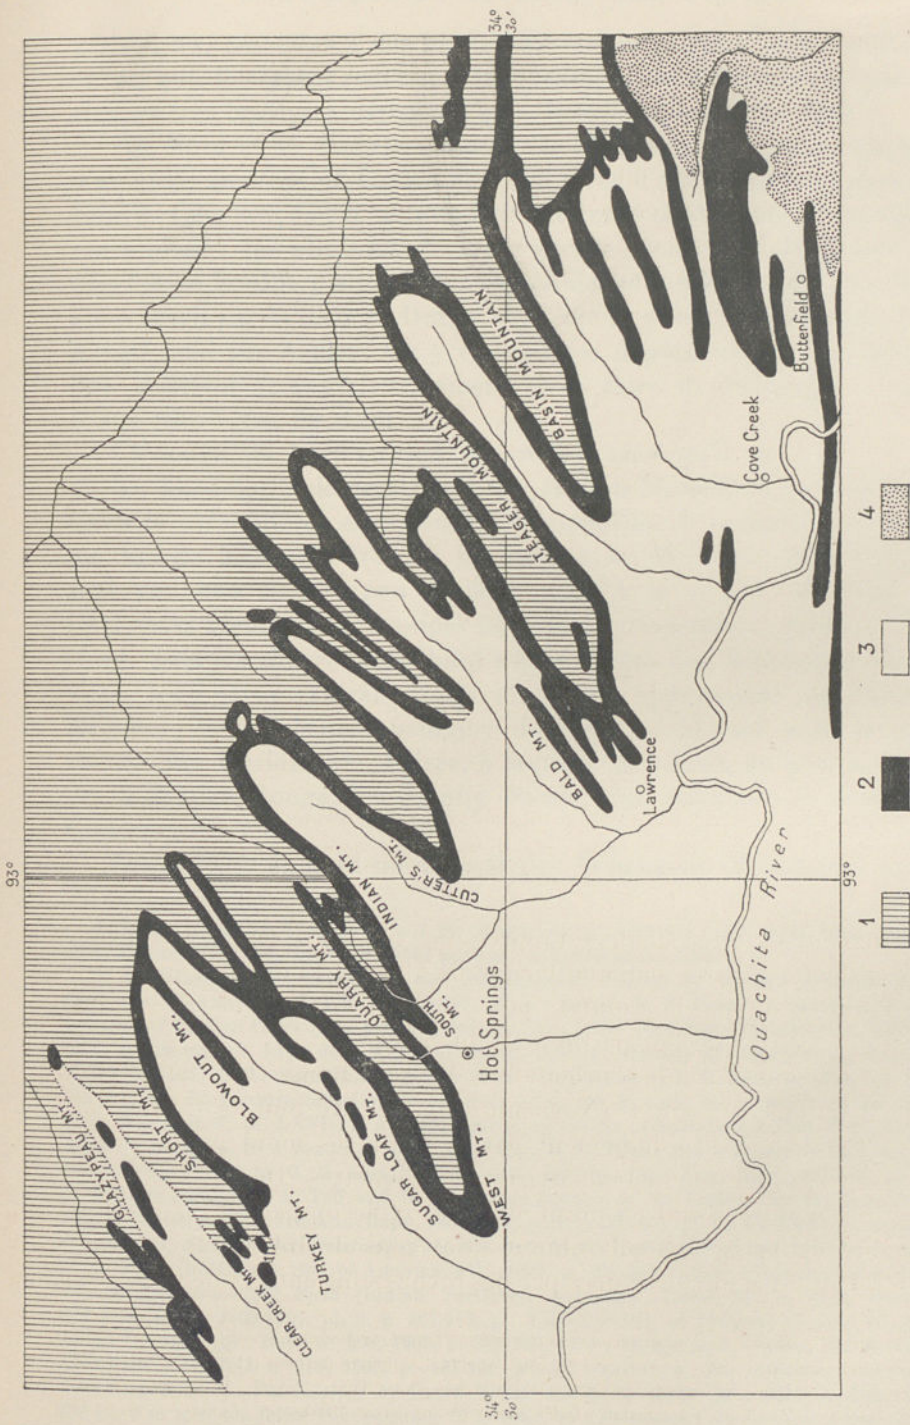 34°
30'
93°
93°
34°
30'
GLAZYPEAU MT.
SHORT MT.
BLOWOUT MT.
CLEAR CREEK MT.
TURKEY MT.
SUGAR LOAF MT.
WEST MT.
QUARRY MT.
SOUTH
MT.
INDIAN MT.
CUTTER'S MT.
Hot Springs
BALD MT.
Lawrence
TEAGER MOUNTAIN
BASIN MOUNTAIN
Cove Creek
Butterfield
Ouachita River
1
2
3
4